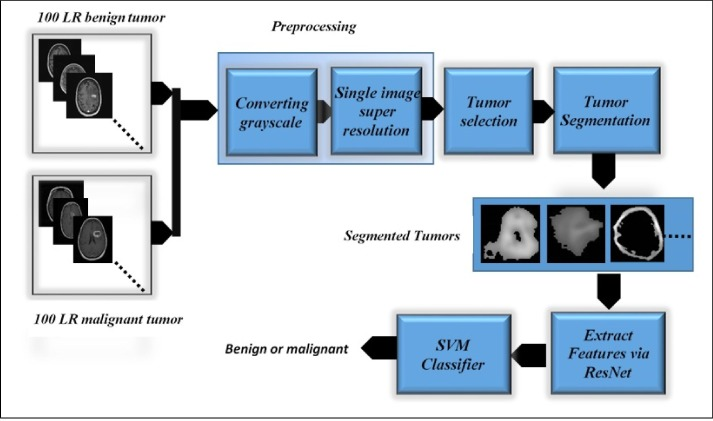 100 LR benign tumor
Preprocessing
Converting
grayscale
Single image
super
resolution
Tumor
selection
Tumor
Segmentation
Segmented Tumors
100 LR malignant tumor
Benign or malignant
SVM
Classifier
Extract
Features via
ResNet